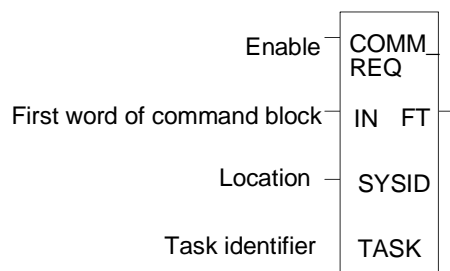 Enable COMM_
REQ
First word of command block IN FT
Location SYSID
Task identifier TASK